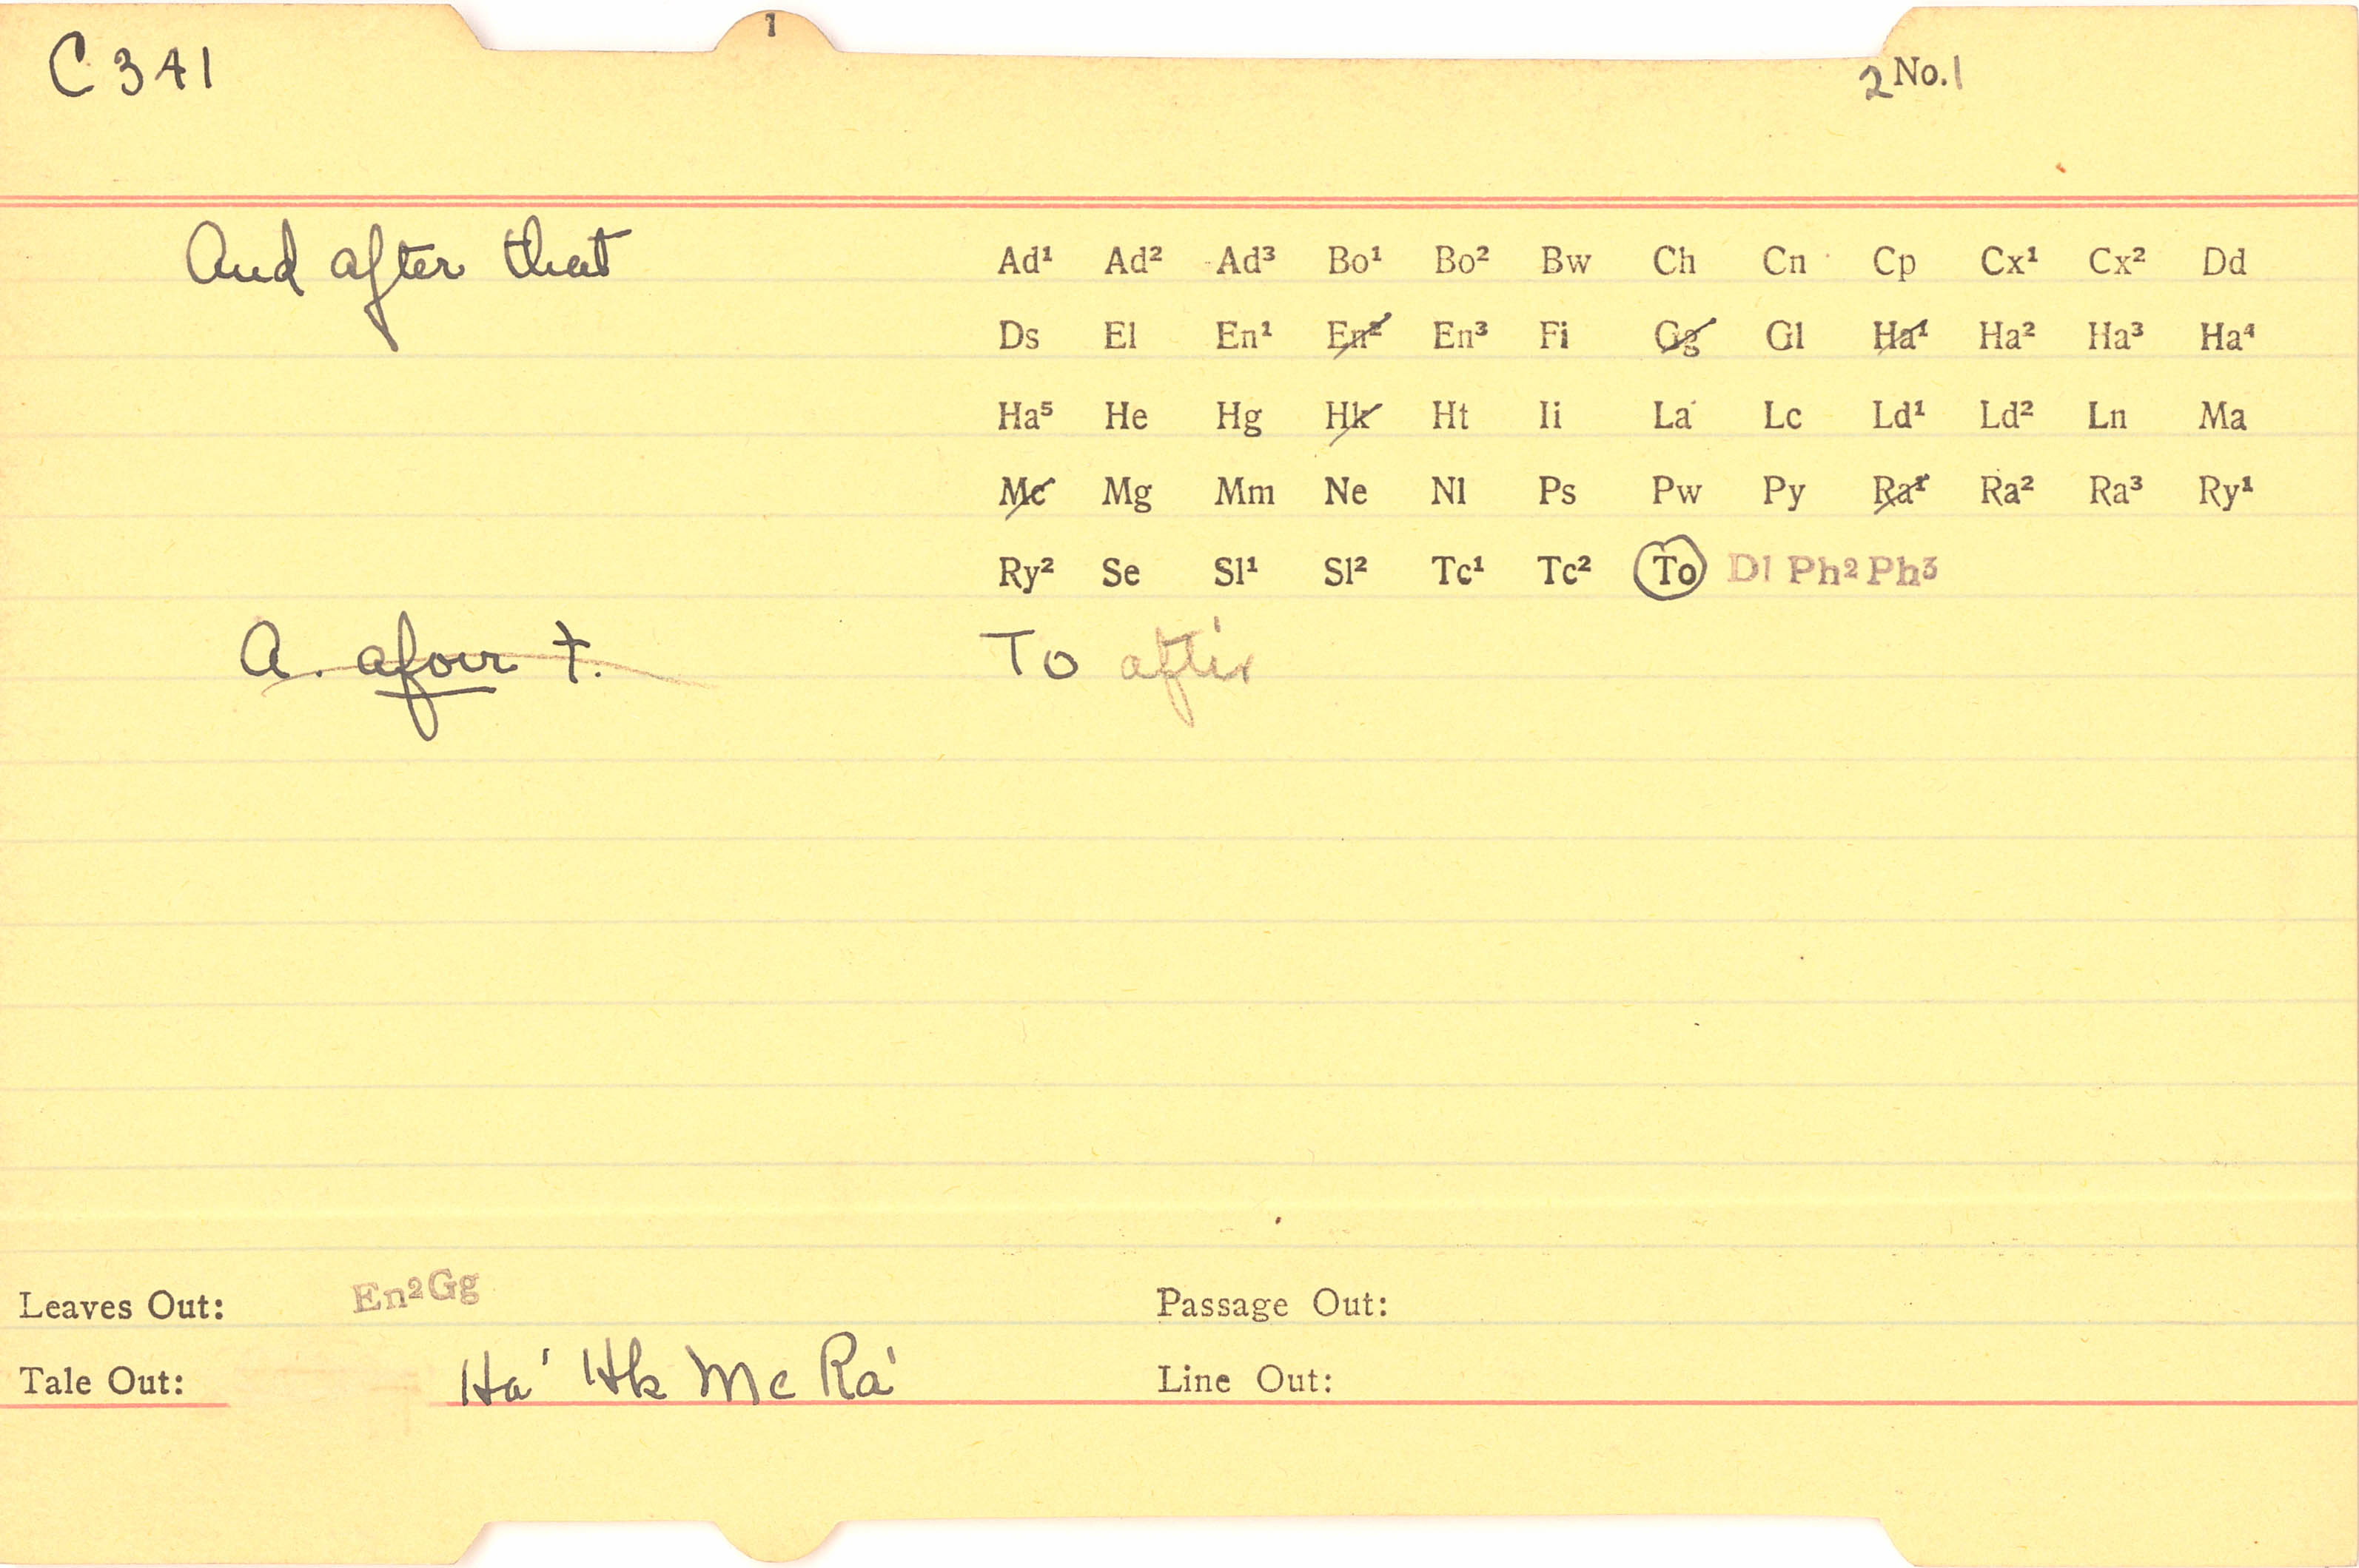 1
C 341
2 No. 1
And after that
Ad¹ Ad² Ad³ Bo¹ Bo² Bw Ch Cn Cp Cx¹ Cx² Dd
Ds El En¹ En² En³ Fi Gg Gl Ha¹ Ha² Ha³ Ha⁴
Ha⁵ He Hg Hk Ht Ii La Lc Ld¹ Ld² Ln Ma
Mc Mg Mm Ne Nl Ps Pw Py Ra¹ Ra² Ra³ Ry¹
Ry² Se Sl¹ Sl² Tc¹ Tc² To Dl Ph² Ph³
A. afoir t. To aftir
Leaves Out: En² Gg Passage Out:
Tale Out: Ha¹ Hk Mc Ra¹ Line Out: